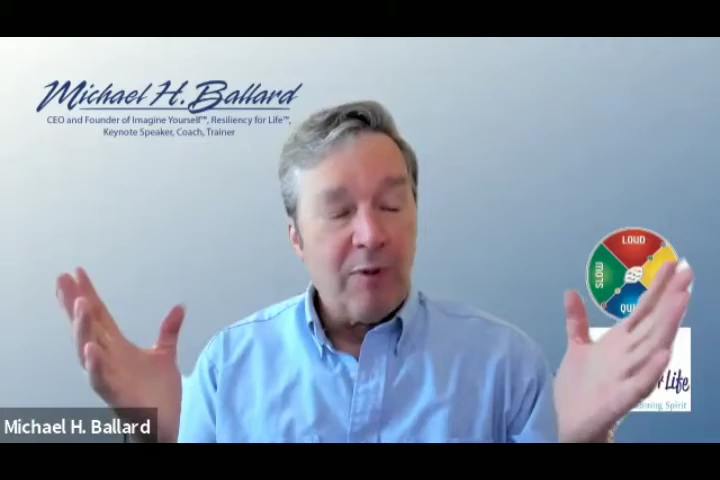 Michael H. Ballard
CEO and Founder of Imagine Yourself™, Resiliency for Life™,
Keynote Speaker, Coach, Trainer
LOUD
SLOW
Life
Spirit
Michael H. Ballard